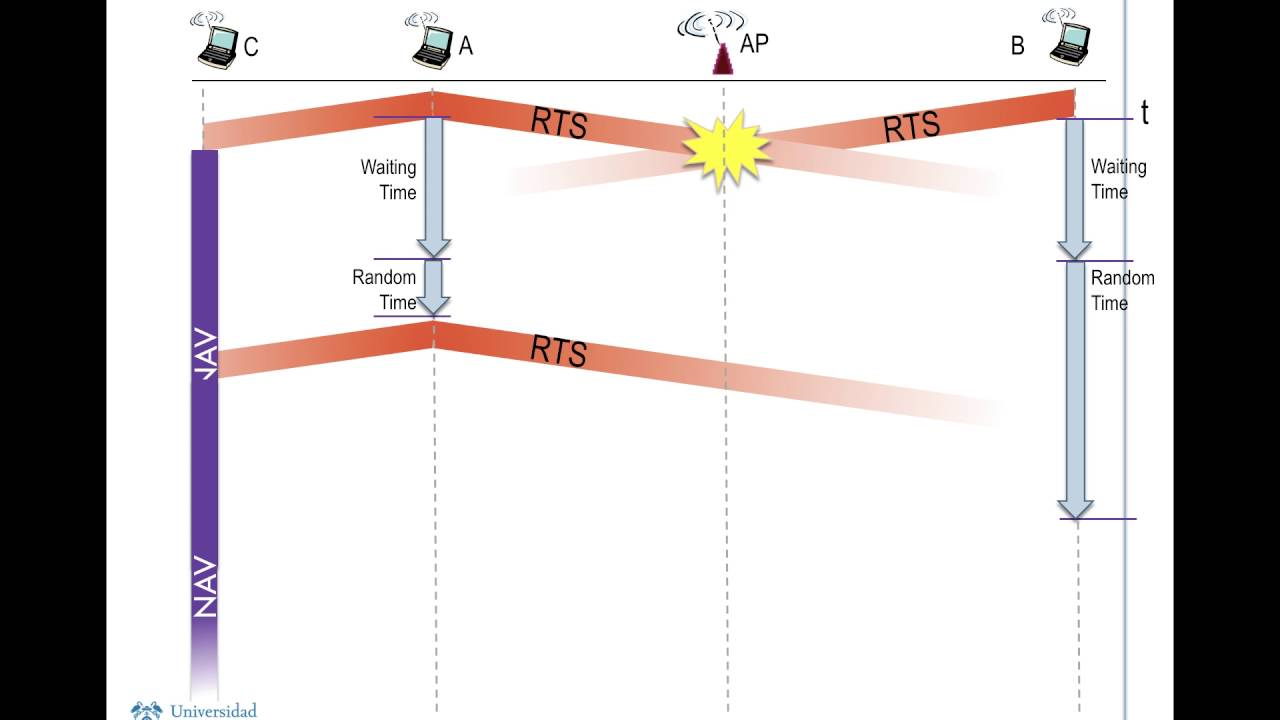 C
A
AP
B
t
RTS
RTS
Waiting
Time
Waiting
Time
Random
Time
Random
Time
NAV
RTS
NAV
Universidad